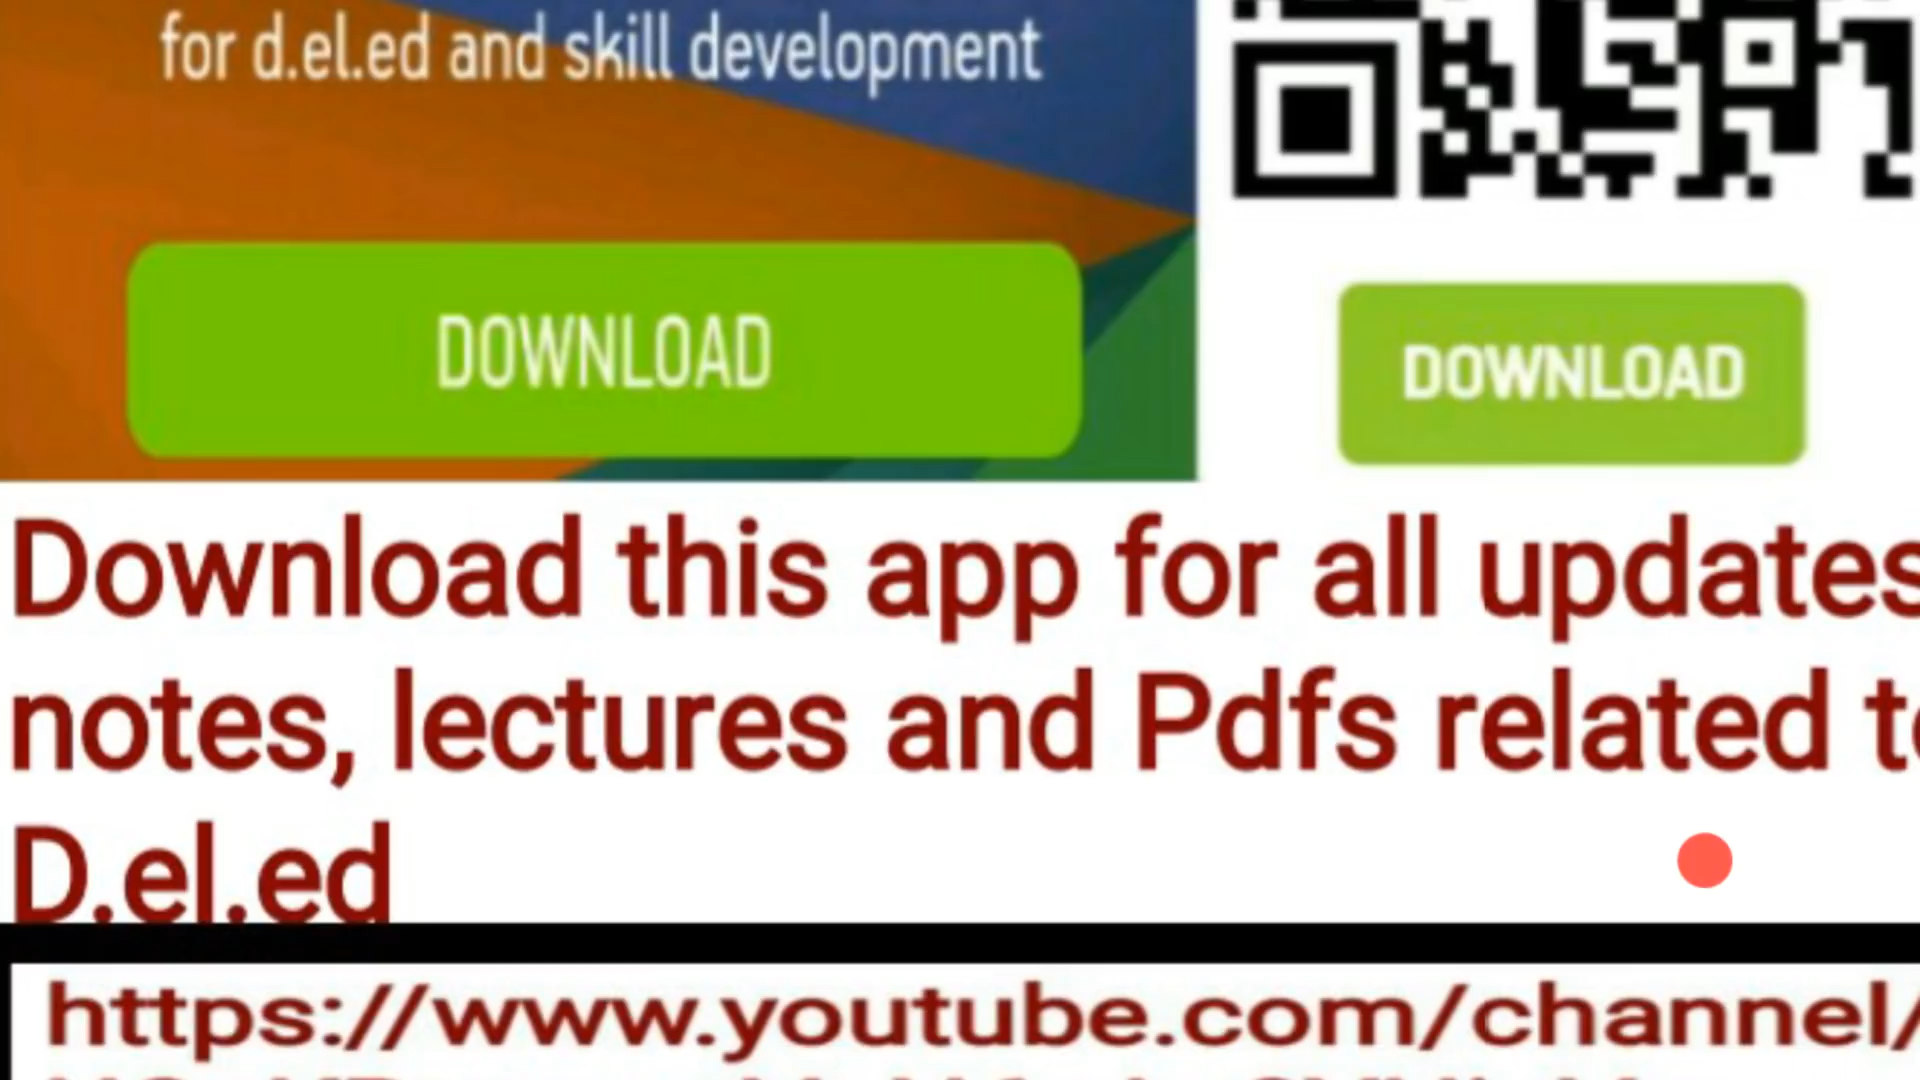 for d.el.ed and skill development
DOWNLOAD
DOWNLOAD
Download this app for all updates
notes, lectures and Pdfs related
D.el.ed
https://www.youtube.com/channel/